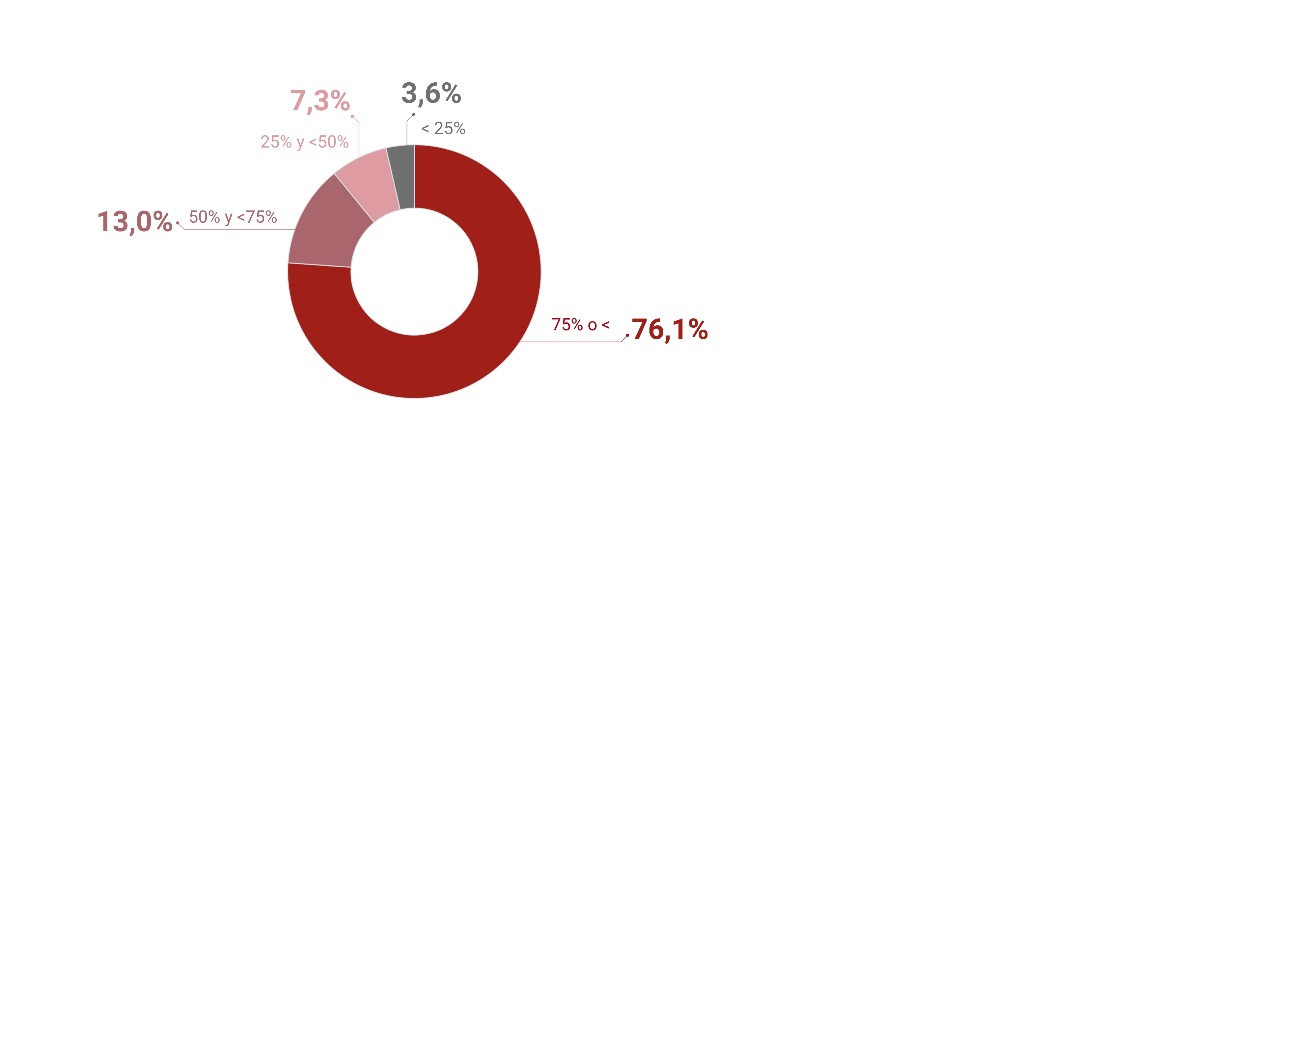 7,3%
25% y <50%
3,6%
< 25%
13,0%
50% y <75%
75% o <
76,1%